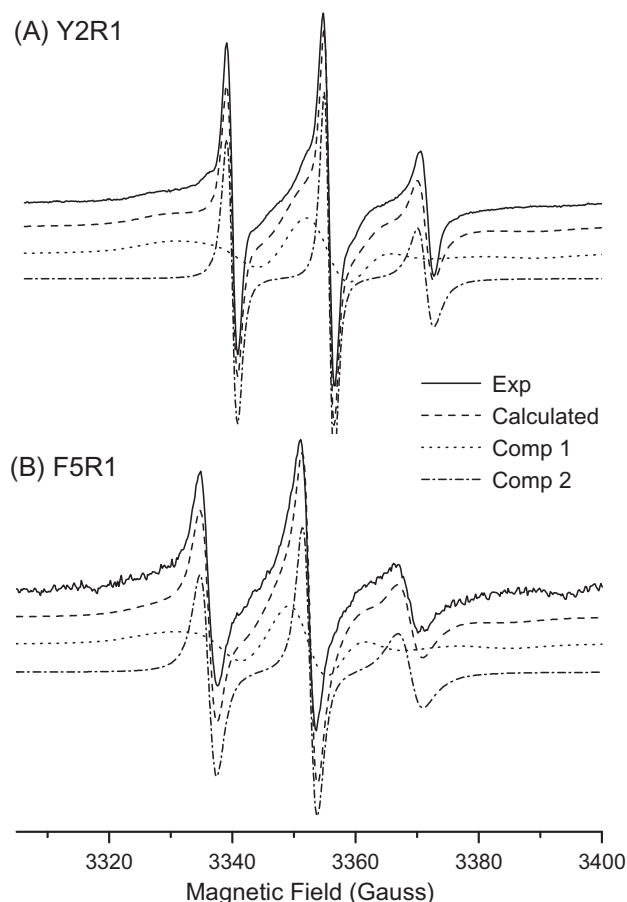 (A) Y2R1
Exp
Calculated
Comp 1
Comp 2
(B) F5R1
3320 3340 3360 3380 3400
Magnetic Field (Gauss)